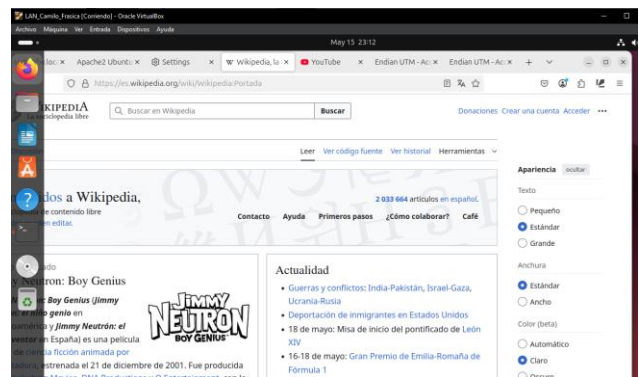 LAN_Camilo_Frasica [Corriendo] - Oracle VirtualBox
Archivo Máquina Ver Entrada Dispositivos Ayuda
May 15 23:12
Apache2 Ubuntu: Settings Wikipedia, la YouTube Endian UTM - Ac Endian UTM - Ac
https://es.wikipedia.org/wiki/Wikipedia:Portada
IKIPEDIA
La enciclopedia libre
Buscar en Wikipedia Buscar
Donaciones Crear una cuenta Acceder
Leer Ver código fuente Ver historial Herramientas
Apariencia ocultar
Texto
Pequeño
Estándar
Grande
Anchura
Estándar
Ancho
Color (beta)
Automático
Claro
Oscuro
dos a Wikipedia,
de contenido libre
en editar.
2 033 664 artículos en español.
Contacto Ayuda Primeros pasos ¿Cómo colaborar? Café
ado
y Neutron: Boy Genius
Boy Genius (Jimmy
el niño genio en
oamérica y Jimmy Neutrón: el
ventor en España) es una película
de ciencia ficción animada por
estrenada el 21 de diciembre de 2001. Fue producida
JIMMY
NEUTRON
BOY GENIUS
Actualidad
Guerras y conflictos: India-Pakistán, Israel-Gaza,
Ucrania-Rusia
Deportación de inmigrantes en Estados Unidos
18 de mayo: Misa de inicio del pontificado de León
XIV
16-18 de mayo: Gran Premio de Emilia-Romaña de
Fórmula 1